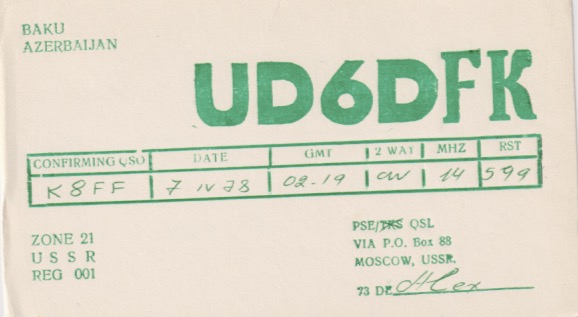 BAKU
AZERBAIJAN
UD6DFK
CONFIRMING QSO DATE GMT 2 WAY MHZ RST
K8FF 7 IV 78 02-19 CW 14 599
ZONE 21
U S S R
REG 001
PSE/TKS QSL
VIA P.O. Box 88
MOSCOW, USSR.
73 DE Alex